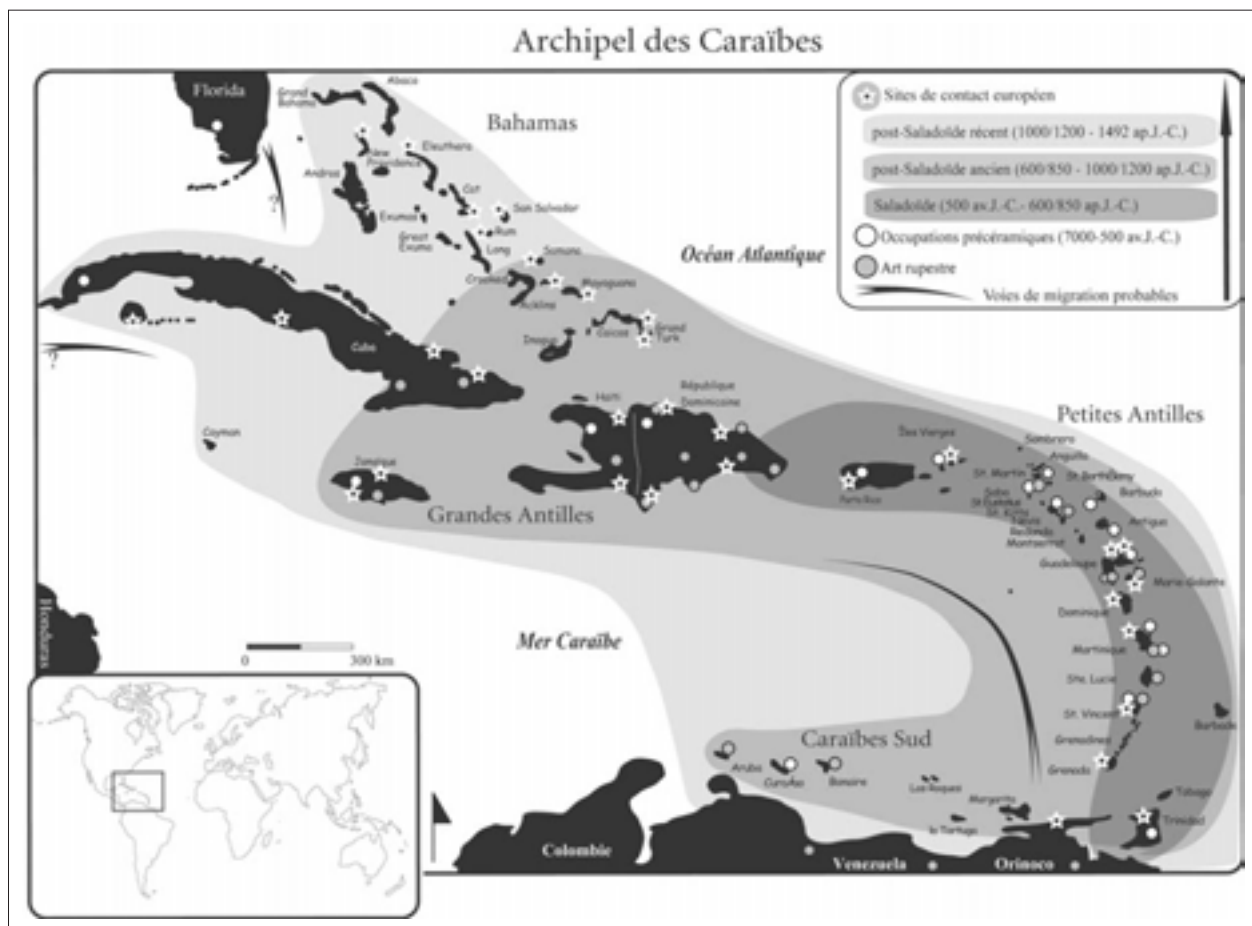 Archipel des Caraïbes
Florida
Grand
Bahama
Abaco
Bahamas
New
Providence
Eleuthera
Andros
Cat
Exumas
San Salvador
Great
Exuma
Rum
Long
Samana
Crooked
Acklins
Mayaguana
Inagua
Caicos
Grand
Turk
?
?
Océan Atlantique
Sites de contact européen
post-Saladoïde récent (1000/1200 - 1492 ap.J.-C.)
post-Saladoïde ancien (600/850 - 1000/1200 ap.J.-C.)
Saladoïde (500 av.J.-C.- 600/850 ap.J.-C.)
Occupations précéramiques (7000-500 av.J.-C.)
Art rupestre
Voies de migration probables
Cuba
Cayman
Jamaïque
Haïti
République
Dominicaine
Grandes Antilles
Porto Rico
Îles Vierges
Petites Antilles
Sombrero
Anguilla
St. Martin
St. Barthélemy
Saba
St Eustatius
St. Kitts
Barbuda
Nevis
Redonda
Antigua
Montserrat
Guadeloupe
Marie-Galante
Dominique
Martinique
Ste. Lucie
St. Vincent
Barbade
Grenadines
Grenada
Tobago
Trinidad
Honduras
0
300 km
Mer Caraïbe
Caraïbes Sud
Aruba
Curaçao
Bonaire
Los Roques
Margarita
la Tortuga
Colombie
Venezuela
Orinoco